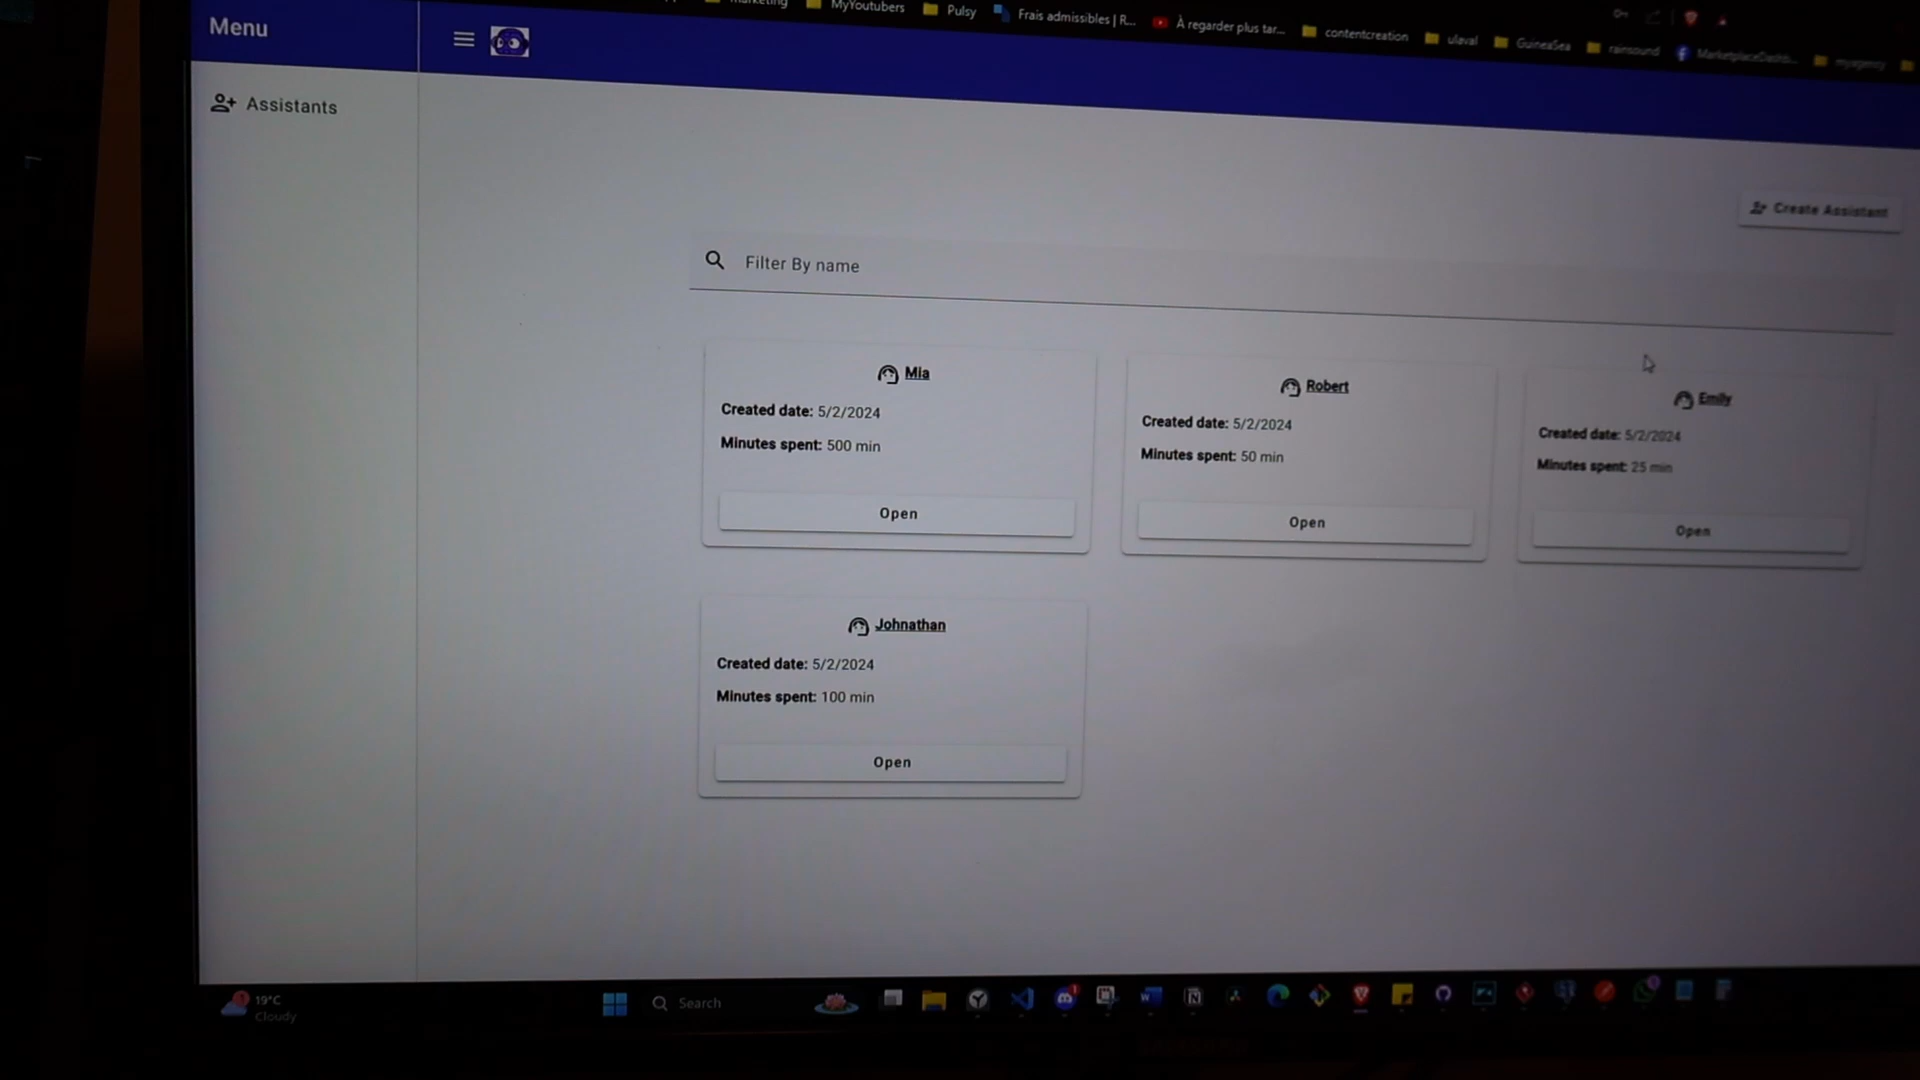 MyYoutubers
Pulsy
Frais admissibles | R...
À regarder plus tar...
contentcreation
ulaval
GuineaSea
rainsound
MarketplaceDashb...
myagency
Menu
Assistants
Create Assistant
Filter By name
Mia
Created date: 5/2/2024
Minutes spent: 500 min
Open
Robert
Created date: 5/2/2024
Minutes spent: 50 min
Open
Emily
Created date: 5/2/2024
Minutes spent: 25 min
Open
Johnathan
Created date: 5/2/2024
Minutes spent: 100 min
Open
19°C
Cloudy
Search